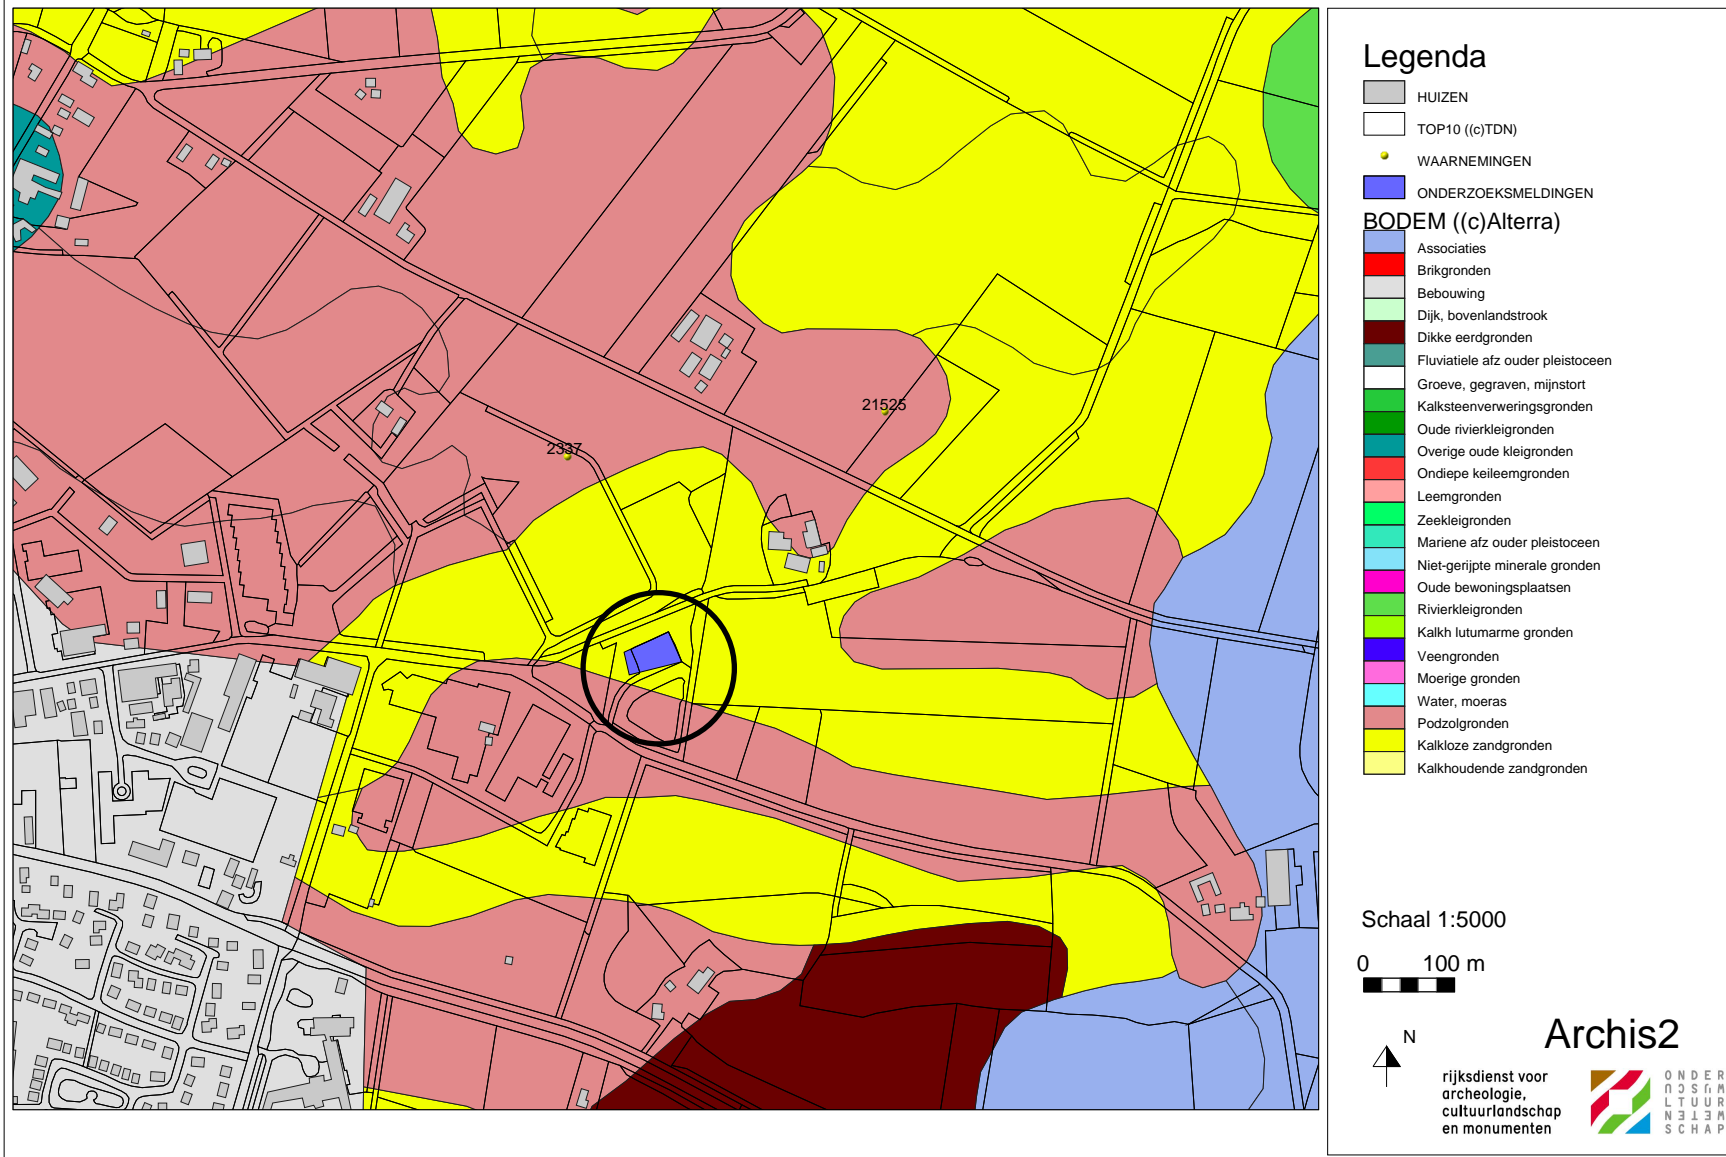 21525
2337
Legenda
HUIZEN
TOP10 ((c)TDN)
WAARNEMINGEN
ONDERZOEKSMELDINGEN
BODEM ((c)Alterra)
Associaties
Brikgronden
Bebouwing
Dijk, bovenlandstrook
Dikke eerdgronden
Fluviatiele afz ouder pleistoceen
Groeve, gegraven, mijnstort
Kalksteenverweringsgronden
Oude rivierkleigronden
Overige oude kleigronden
Ondiepe keileemgronden
Leemgronden
Zeekleigronden
Mariene afz ouder pleistoceen
Niet-gerijpte minerale gronden
Oude bewoningsplaatsen
Rivierkleigronden
Kalkh lutumarme gronden
Veengronden
Moerige gronden
Water, moeras
Podzolgronden
Kalkloze zandgronden
Kalkhoudende zandgronden
Schaal 1:5000
0 100 m
N
Archis2
rijksdienst voor
archeologie,
cultuurlandschap
en monumenten
ONDER
LTUUR
SCHAP